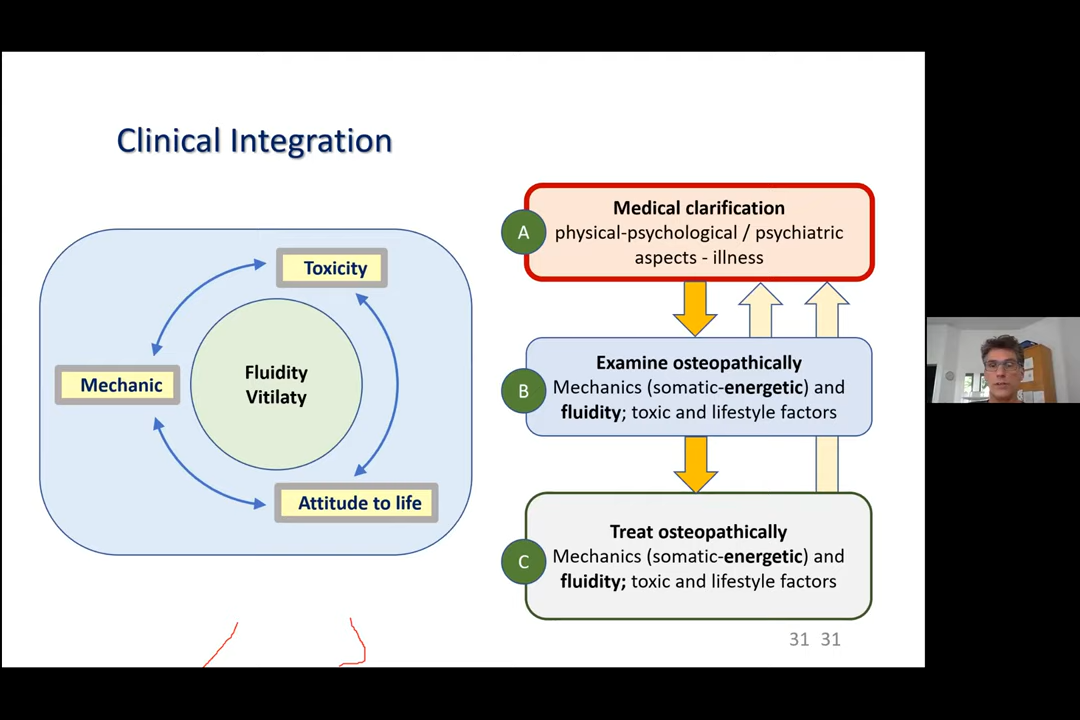 Clinical Integration
Toxicity
Mechanic
Fluidity
Vitilaty
Attitude to life
A
Medical clarification
physical-psychological / psychiatric
aspects - illness
B
Examine osteopathically
Mechanics (somatic-energetic) and
fluidity; toxic and lifestyle factors
C
Treat osteopathically
Mechanics (somatic-energetic) and
fluidity; toxic and lifestyle factors
31 31